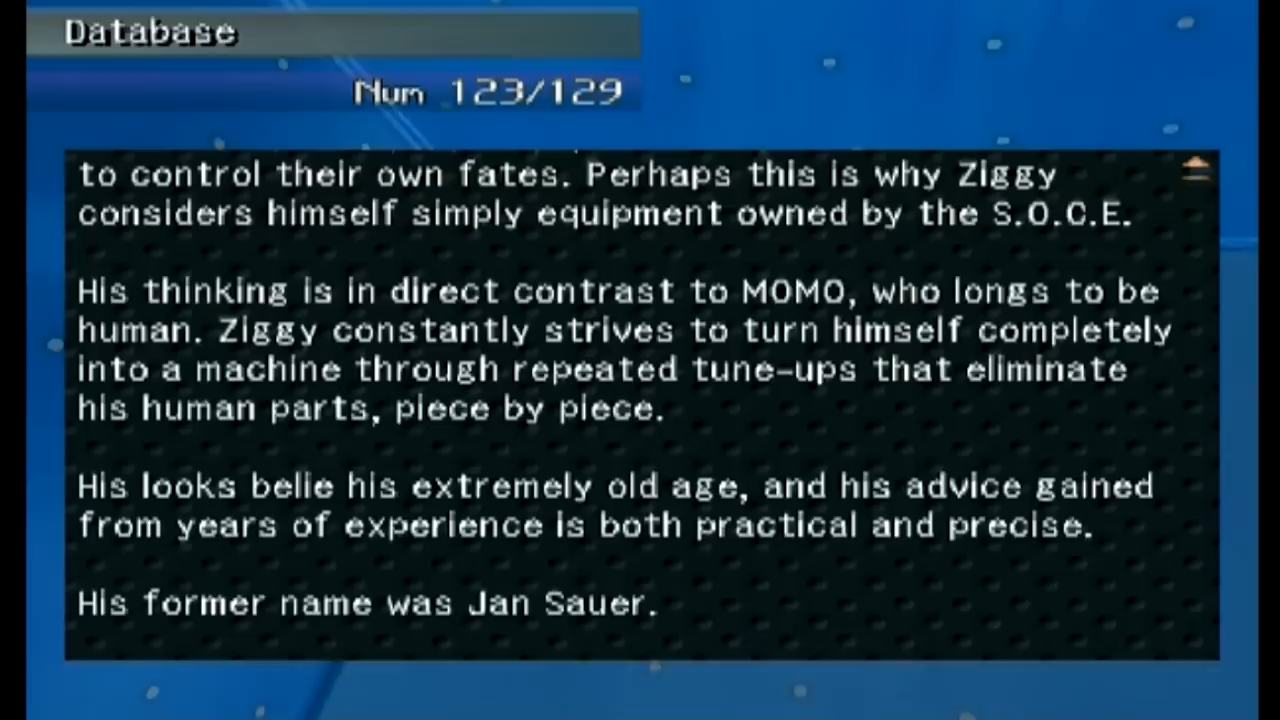 Database
Num 123/129
to control their own fates. Perhaps this is why Ziggy
considers himself simply equipment owned by the S.O.C.E.
His thinking is in direct contrast to MOMO, who longs to be
human. Ziggy constantly strives to turn himself completely
into a machine through repeated tune-ups that eliminate
his human parts, piece by piece.
His looks belie his extremely old age, and his advice gained
from years of experience is both practical and precise.
His former name was Jan Sauer.